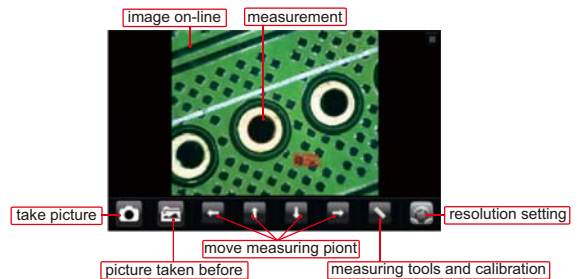 image on-line
measurement
take picture
resolution setting
move measuring piont
picture taken before
measuring tools and calibration